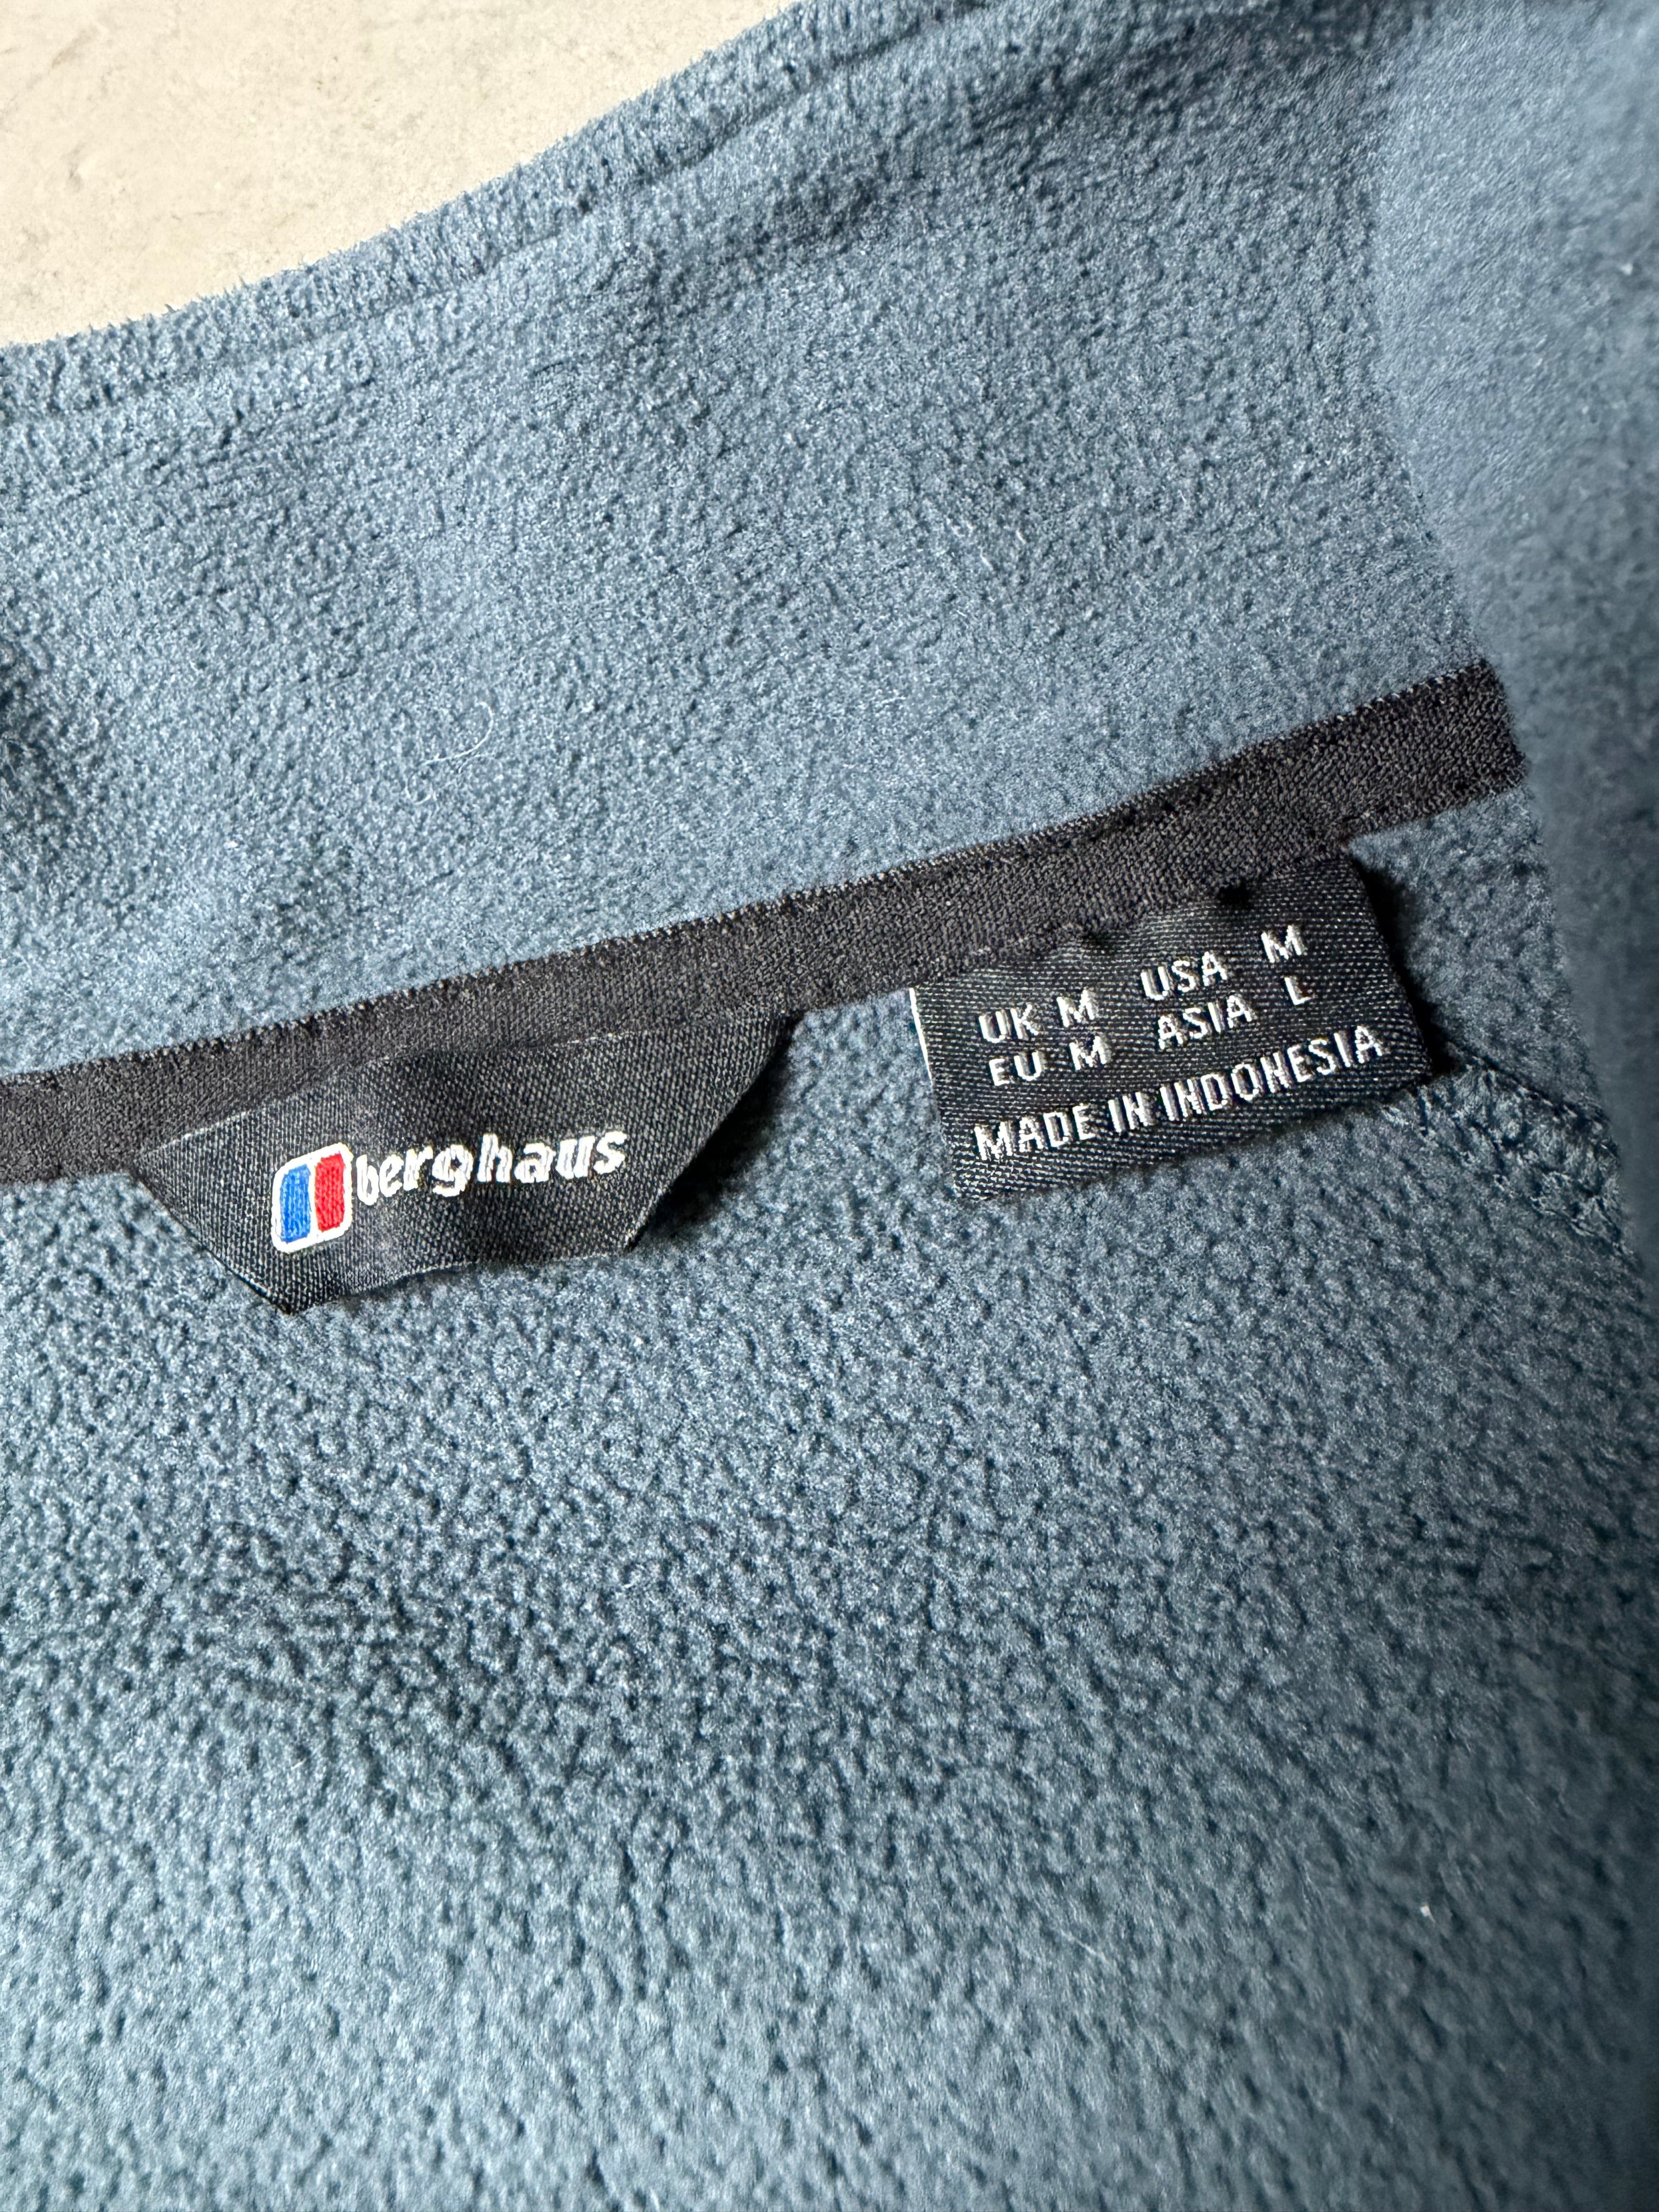 berghaus
UK M USA M
EU M ASIA L
MADE IN INDONESIA